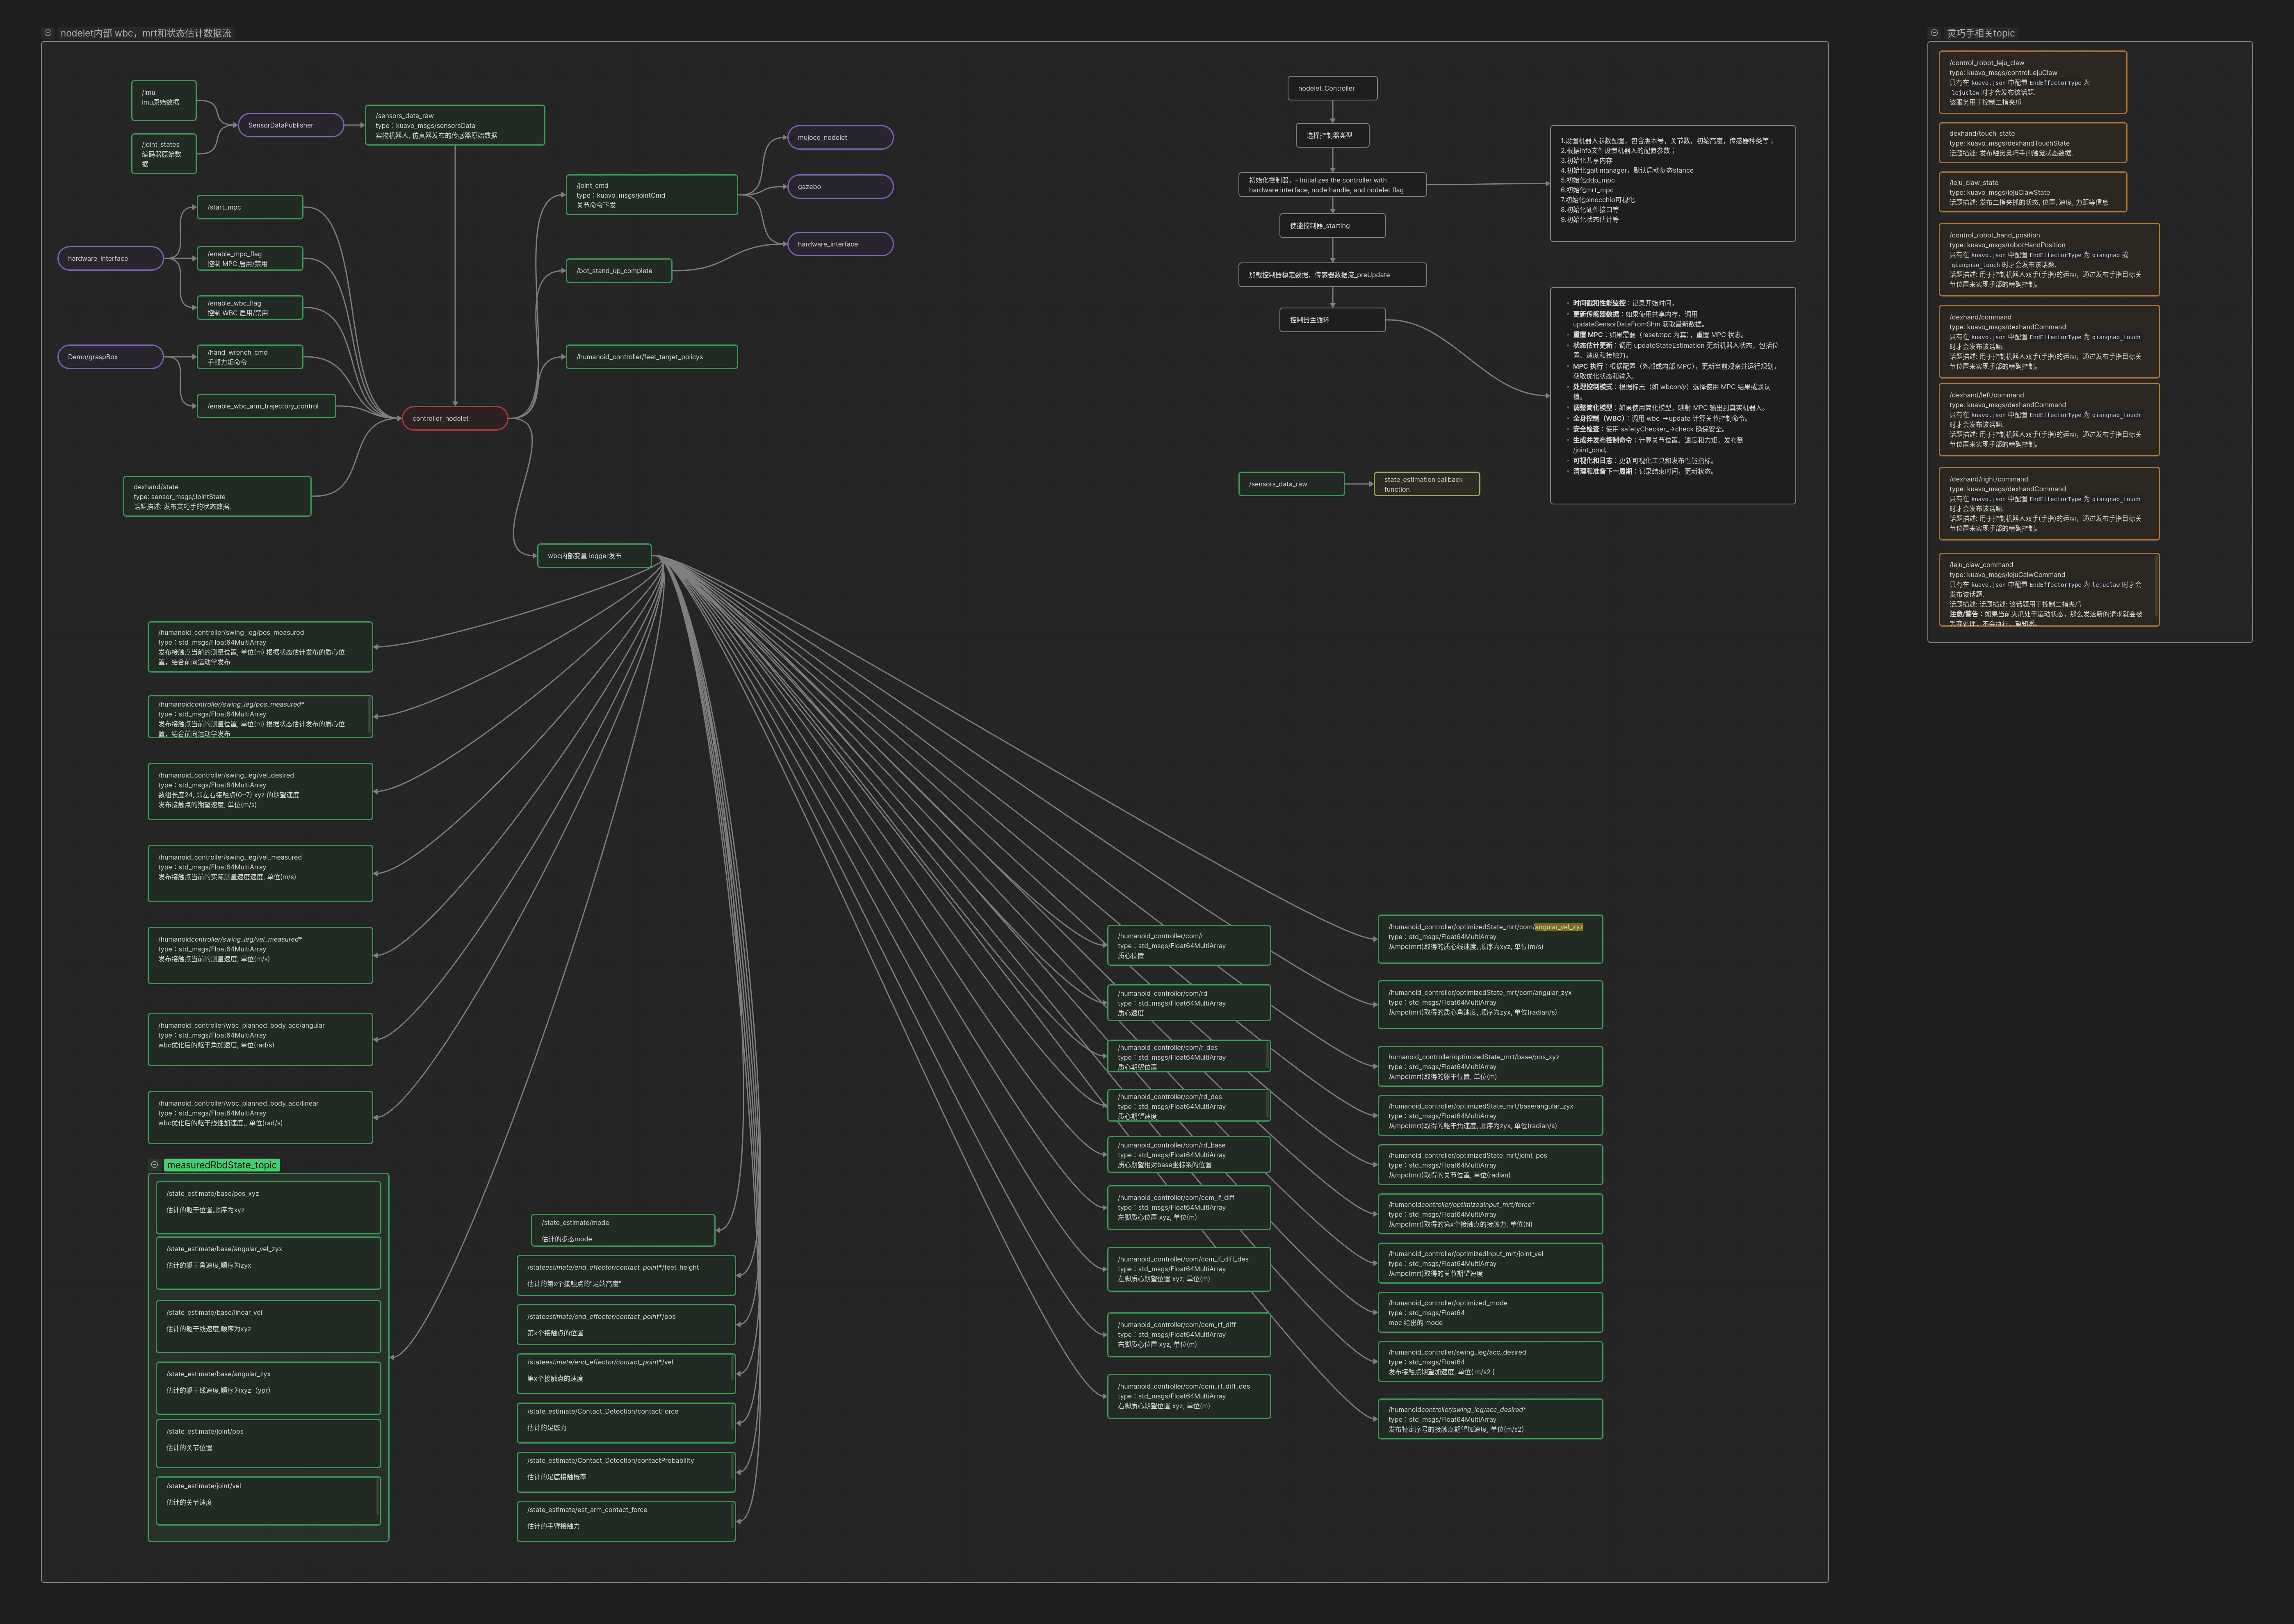 nodelet内部 wbc，mrt和状态估计数据流
/imu
imu原始数据
/joint_states
编码器原始数
据
SensorDataPublisher
/sensors_data_raw
type：kuavo_msgs/sensorsData
实物机器人, 仿真器发布的传感器原始数据
hardware_interface
/start_mpc
/enable_mpc_flag
控制 MPC 启用/禁用
/enable_wbc_flag
控制 WBC 启用/禁用
Demo/graspBox
/hand_wrench_cmd
手部力矩命令
/enable_wbc_arm_trajectory_control
dexhand/state
type: sensor_msgs/JointState
话题描述: 发布灵巧手的状态数据.
controller_nodelet
/joint_cmd
type：kuavo_msgs/jointCmd
关节命令下发
/bot_stand_up_complete
/humanoid_controller/feet_target_policys
mujoco_nodelet
gazebo
hardware_interface
wbc内部变量 logger发布
nodelet_Controller
选择控制器类型
初始化控制器，- Initializes the controller with
hardware interface, node handle, and nodelet flag
使能控制器_starting
加载控制器稳定数据，传感器数据流_preUpdate
控制器主循环
1.设置机器人参数配置，包含版本号，关节数，初始高度，传感器种类等；
2.根据info文件设置机器人的配置参数；
3.初始化共享内存
4.初始化gait manager，默认启动步态stance
5.初始化ddp_mpc
6.初始化mrt_mpc
7.初始化pinocchio可视化
8.初始化硬件接口等
9.初始化状态估计等
时间戳和性能监控：记录开始时间。
更新传感器数据：如果使用共享内存，调用
updateSensorDataFromShm 获取最新数据。
重置 MPC：如果需要（resetmpc 为真），重置 MPC 状态。
状态估计更新：调用 updateStateEstimation 更新机器人状态，包括位
置、速度和接触力。
MPC 执行：根据配置（外部或内部 MPC），更新当前观察并运行规划，
获取优化状态和输入。
处理控制模式：根据标志（如 wbconly）选择使用 MPC 结果或默认
值。
调整简化模型：如果使用简化模型，映射 MPC 输出到真实机器人。
全身控制（WBC）：调用 wbc_->update 计算关节控制命令。
安全检查：使用 safetyChecker_->check 确保安全。
生成并发布控制命令：计算关节位置、速度和力矩，发布到
/joint_cmd。
可视化和日志：更新可视化工具和发布性能指标。
清理和准备下一周期：记录结束时间，更新状态。
/sensors_data_raw
state_estimation callback
function
/humanoid_controller/swing_leg/pos_measured
type：std_msgs/Float64MultiArray
发布接触点当前的测量位置, 单位(m) 根据状态估计发布的质心位
置，结合前向运动学发布
/humanoidcontroller/swing_leg/pos_measured*
type：std_msgs/Float64MultiArray
发布接触点当前的测量位置, 单位(m) 根据状态估计发布的质心位
置，结合前向运动学发布
/humanoid_controller/swing_leg/vel_desired
type：std_msgs/Float64MultiArray
数组长度24, 即左右接触点(0~7) xyz 的期望速度
发布接触点的期望速度, 单位(m/s)
/humanoid_controller/swing_leg/vel_measured
type：std_msgs/Float64MultiArray
发布接触点当前的实际测量速度速度, 单位(m/s)
/humanoidcontroller/swing_leg/vel_measured*
type：std_msgs/Float64MultiArray
发布接触点当前的测量速度, 单位(m/s)
/humanoid_controller/wbc_planned_body_acc/angular
type：std_msgs/Float64MultiArray
wbc优化后的躯干角加速度, 单位(rad/s)
/humanoid_controller/wbc_planned_body_acc/linear
type：std_msgs/Float64MultiArray
wbc优化后的躯干线性加速度,, 单位(rad/s)
measuredRbdState_topic
/state_estimate/base/pos_xyz
估计的躯干位置,顺序为xyz
/state_estimate/base/angular_vel_zyx
估计的躯干角速度,顺序为zyx
/state_estimate/base/linear_vel
估计的躯干线速度,顺序为xyz
/state_estimate/base/angular_zyx
估计的躯干线速度,顺序为xyz（ypr）
/state_estimate/joint/pos
估计的关节位置
/state_estimate/joint/vel
估计的关节速度
/state_estimate/mode
估计的步态mode
/stateestimate/end_effector/contact_point*/feet_height
估计的第x个接触点的"足端高度"
/stateestimate/end_effector/contact_point*/pos
第x个接触点的位置
/stateestimate/end_effector/contact_point*/vel
第x个接触点的速度
/state_estimate/Contact_Detection/contactForce
估计的足底力
/state_estimate/Contact_Detection/contactProbability
估计的足底接触概率
/state_estimate/est_arm_contact_force
估计的手臂接触力
/humanoid_controller/com/r
type：std_msgs/Float64MultiArray
质心位置
/humanoid_controller/com/rd
type：std_msgs/Float64MultiArray
质心速度
/humanoid_controller/com/r_des
type：std_msgs/Float64MultiArray
质心期望位置
/humanoid_controller/com/rd_des
type：std_msgs/Float64MultiArray
质心期望速度
/humanoid_controller/com/rd_base
type：std_msgs/Float64MultiArray
质心期望相对base坐标系的位置
/humanoid_controller/com/com_lf_diff
type：std_msgs/Float64MultiArray
左脚质心位置 xyz, 单位(m)
/humanoid_controller/com/com_lf_diff_des
type：std_msgs/Float64MultiArray
左脚质心期望位置 xyz, 单位(m)
/humanoid_controller/com/com_rf_diff
type：std_msgs/Float64MultiArray
右脚质心位置 xyz, 单位(m)
/humanoid_controller/com/com_rf_diff_des
type：std_msgs/Float64MultiArray
右脚质心期望位置 xyz, 单位(m)
/humanoid_controller/optimizedState_mrt/com/angular_vel_xyz
type：std_msgs/Float64MultiArray
从mpc(mrt)取得的质心线速度, 顺序为xyz, 单位(m/s)
/humanoid_controller/optimizedState_mrt/com/angular_zyx
type：std_msgs/Float64MultiArray
从mpc(mrt)取得的质心角速度, 顺序为zyx, 单位(radian/s)
humanoid_controller/optimizedState_mrt/base/pos_xyz
type：std_msgs/Float64MultiArray
从mpc(mrt)取得的躯干位置, 单位(m)
/humanoid_controller/optimizedState_mrt/base/angular_zyx
type：std_msgs/Float64MultiArray
从mpc(mrt)取得的躯干角速度, 顺序为zyx, 单位(radian/s)
/humanoid_controller/optimizedState_mrt/joint_pos
type：std_msgs/Float64MultiArray
从mpc(mrt)取得的关节位置, 单位(radian)
/humanoidcontroller/optimizedInput_mrt/force*
type：std_msgs/Float64MultiArray
从mpc(mrt)取得的第x个接触点的接触力, 单位(N)
/humanoid_controller/optimizedInput_mrt/joint_vel
type：std_msgs/Float64MultiArray
从mpc(mrt)取得的关节期望速度
/humanoid_controller/optimized_mode
type：std_msgs/Float64
mpc 给出的 mode
/humanoid_controller/swing_leg/acc_desired
type：std_msgs/Float64
发布接触点期望加速度, 单位( m/s2 )
/humanoidcontroller/swing_leg/acc_desired*
type：std_msgs/Float64MultiArray
发布特定序号的接触点期望加速度, 单位(m/s2)
灵巧手相关topic
/control_robot_leju_claw
type: kuavo_msgs/controlLejuClaw
只有在 kuavo.json 中配置 EndEffectorType 为
lejuclaw 时才会发布该话题.
该服务用于控制二指夹爪
dexhand/touch_state
type: kuavo_msgs/dexhandTouchState
话题描述: 发布触觉灵巧手的触觉状态数据.
/leju_claw_state
type: kuavo_msgs/lejuClawState
话题描述: 发布二指夹抓的状态, 位置, 速度, 力距等信息
/control_robot_hand_position
type: kuavo_msgs/robotHandPosition
只有在 kuavo.json 中配置 EndEffectorType 为 qiangnao 或
qiangnao_touch 时才会发布该话题.
话题描述: 用于控制机器人双手(手指)的运动，通过发布手指目标关
节位置来实现手部的精确控制。
/dexhand/command
type: kuavo_msgs/dexhandCommand
只有在 kuavo.json 中配置 EndEffectorType 为 qiangnao_touch
时才会发布该话题.
话题描述: 用于控制机器人双手(手指)的运动，通过发布手指目标关
节位置来实现手部的精确控制。
/dexhand/left/command
type: kuavo_msgs/dexhandCommand
只有在 kuavo.json 中配置 EndEffectorType 为 qiangnao_touch
时才会发布该话题.
话题描述: 用于控制机器人双手(手指)的运动，通过发布手指目标关
节位置来实现手部的精确控制。
/dexhand/right/command
type: kuavo_msgs/dexhandCommand
只有在 kuavo.json 中配置 EndEffectorType 为 qiangnao_touch
时才会发布该话题.
话题描述: 用于控制机器人双手(手指)的运动，通过发布手指目标关
节位置来实现手部的精确控制。
/leju_claw_command
type: kuavo_msgs/lejuCalwCommand
只有在 kuavo.json 中配置 EndEffectorType 为 lejuclaw 时才会
发布该话题.
话题描述: 话题描述: 该话题用于控制二指夹爪
注意/警告：如果当前夹爪处于运动状态，那么发送新的请求就会被
丢弃处理，不会执行，望知悉。